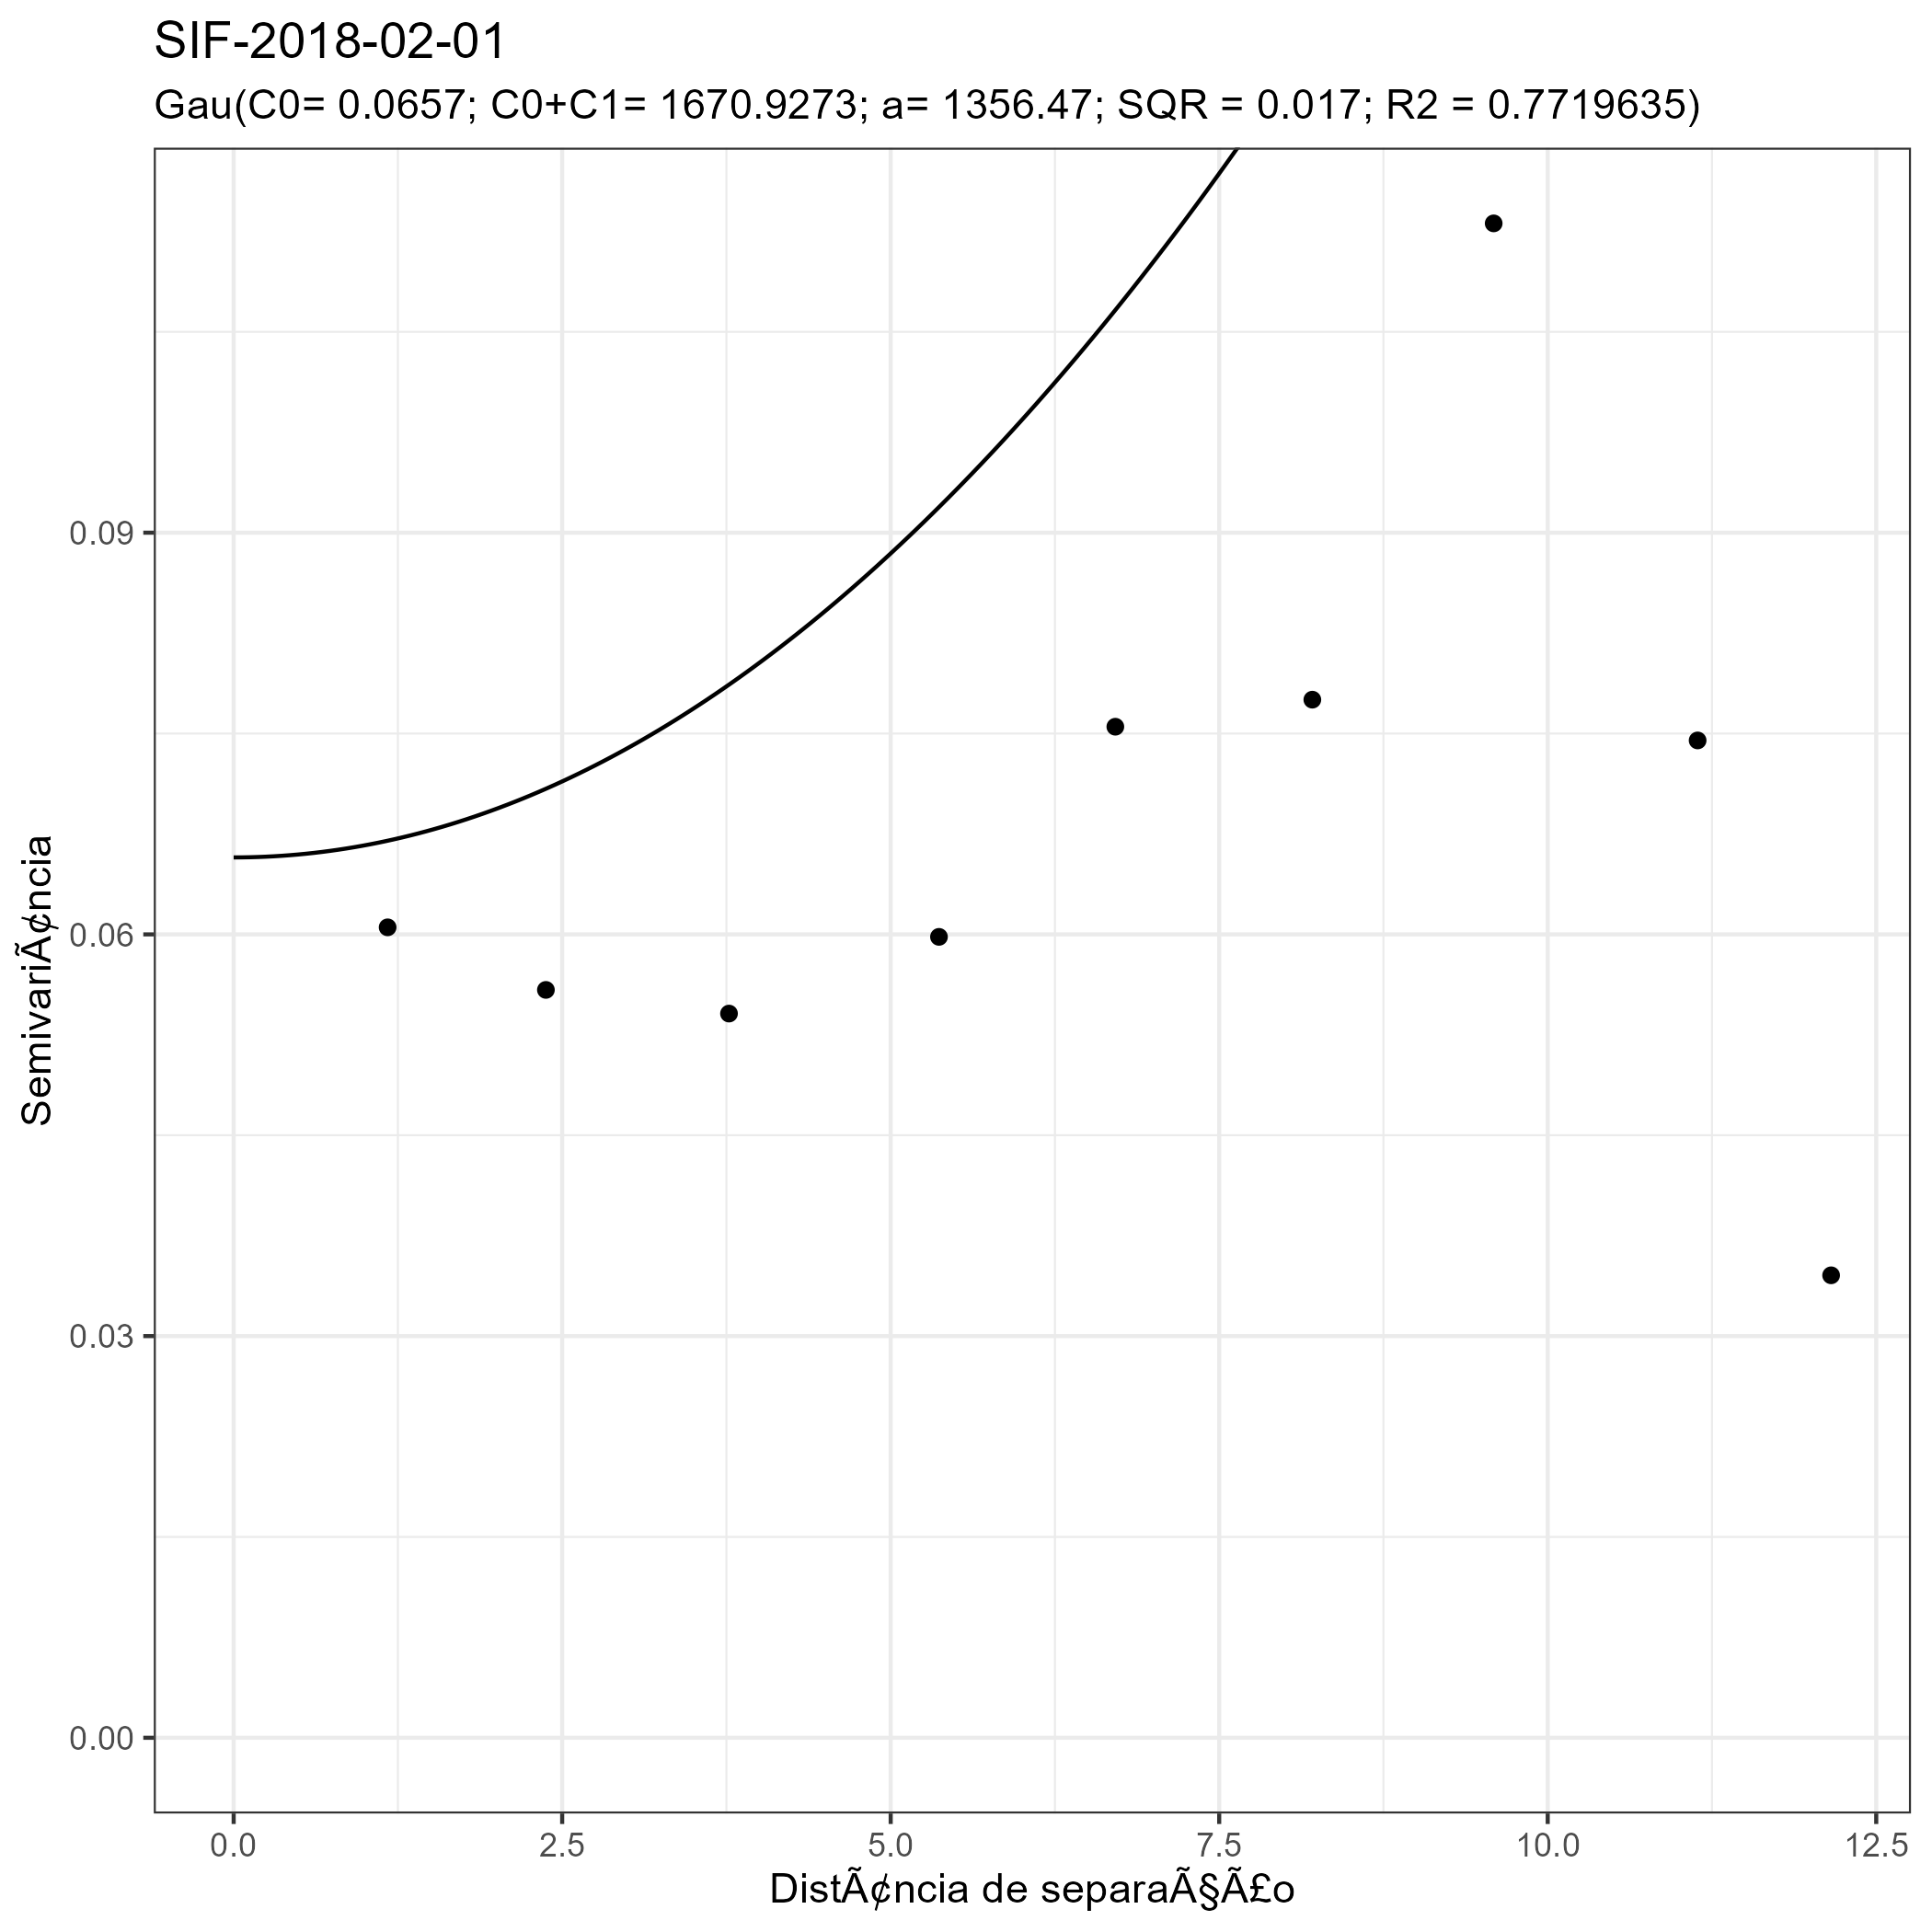 SIF-2018-02-01
Gau(C0= 0.0657; C0+C1= 1670.9273; a= 1356.47; SQR = 0.017; R2 = 0.7719635)
SemivariÃ¢ncia
0.09
0.06
0.03
0.00
0.0 2.5 5.0 7.5 10.0 12.5
DistÃ¢ncia de separaÃ§Ã£o